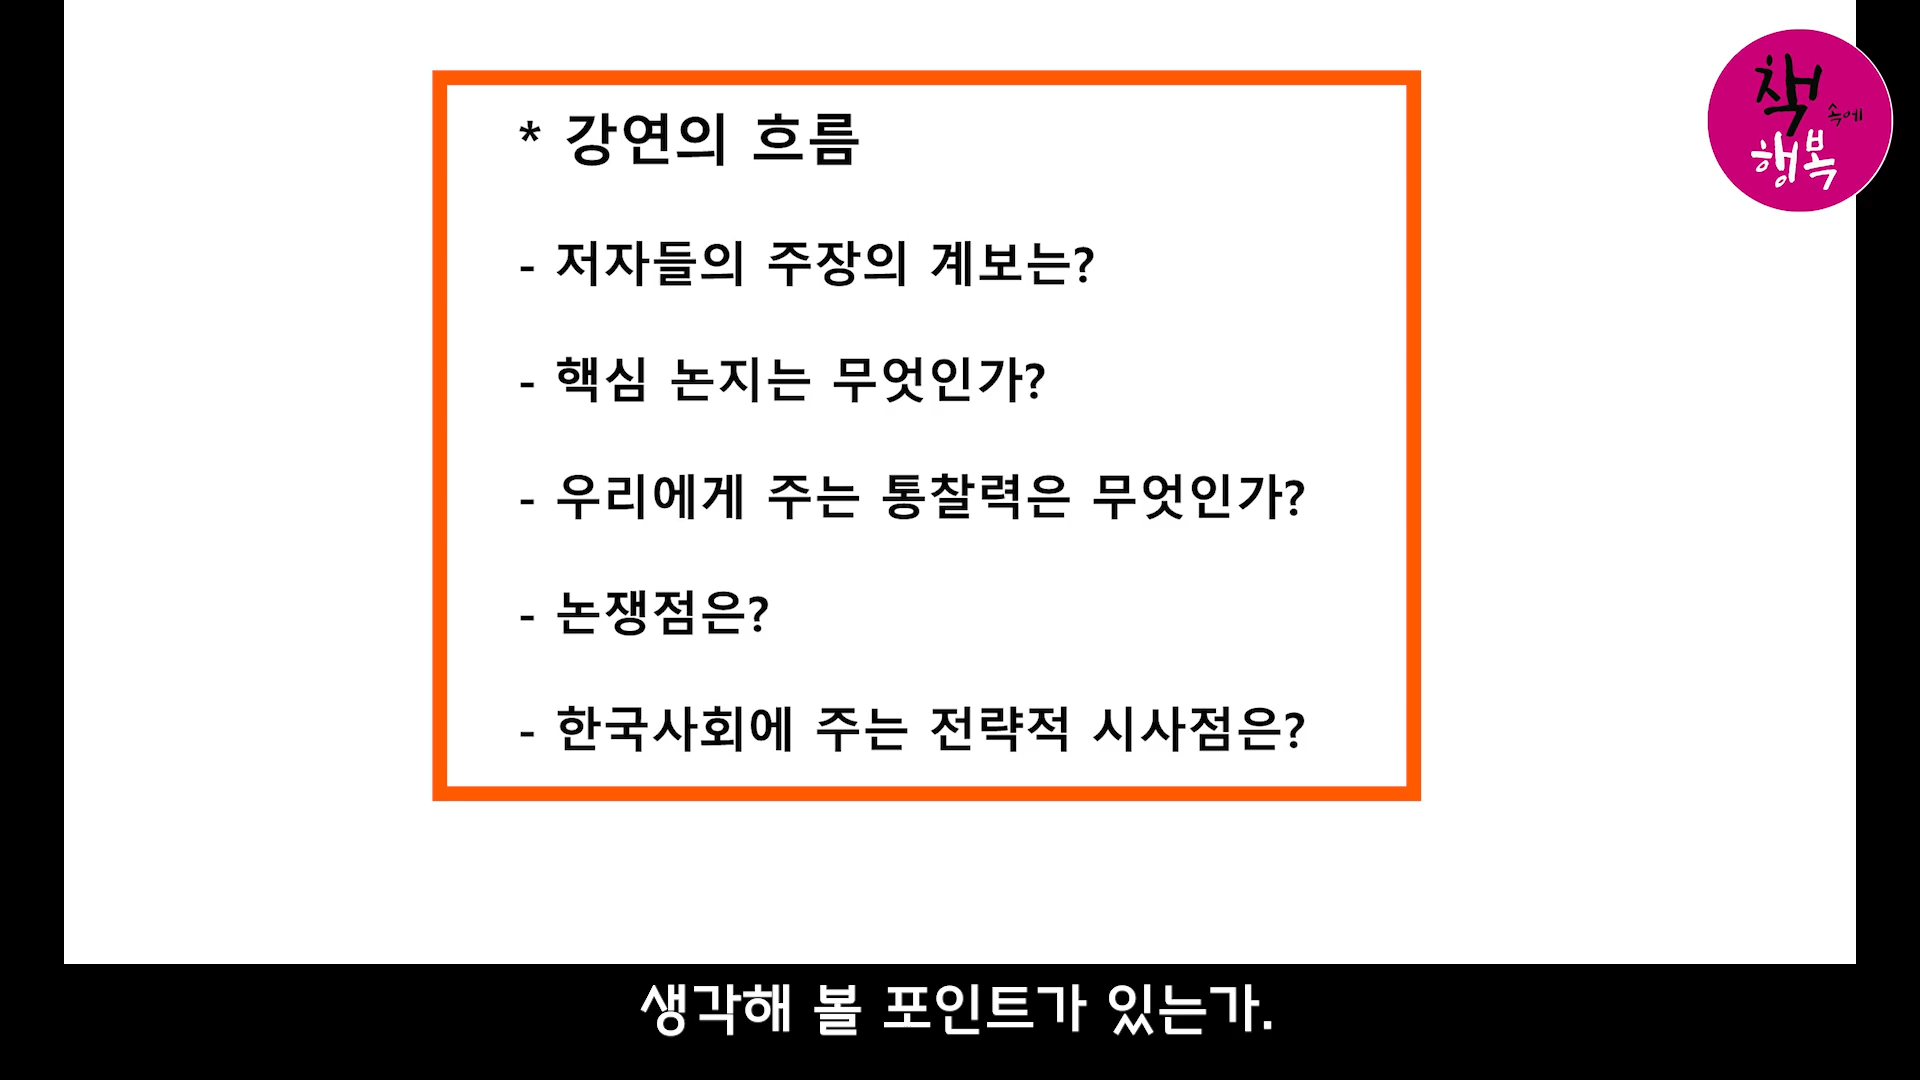 * 강연의 흐름
- 저자들의 주장의 계보는?
- 핵심 논지는 무엇인가?
- 우리에게 주는 통찰력은 무엇인가?
- 논쟁점은?
- 한국사회에 주는 전략적 시사점은?
책
속에
행복
생각해 볼 포인트가 있는가.